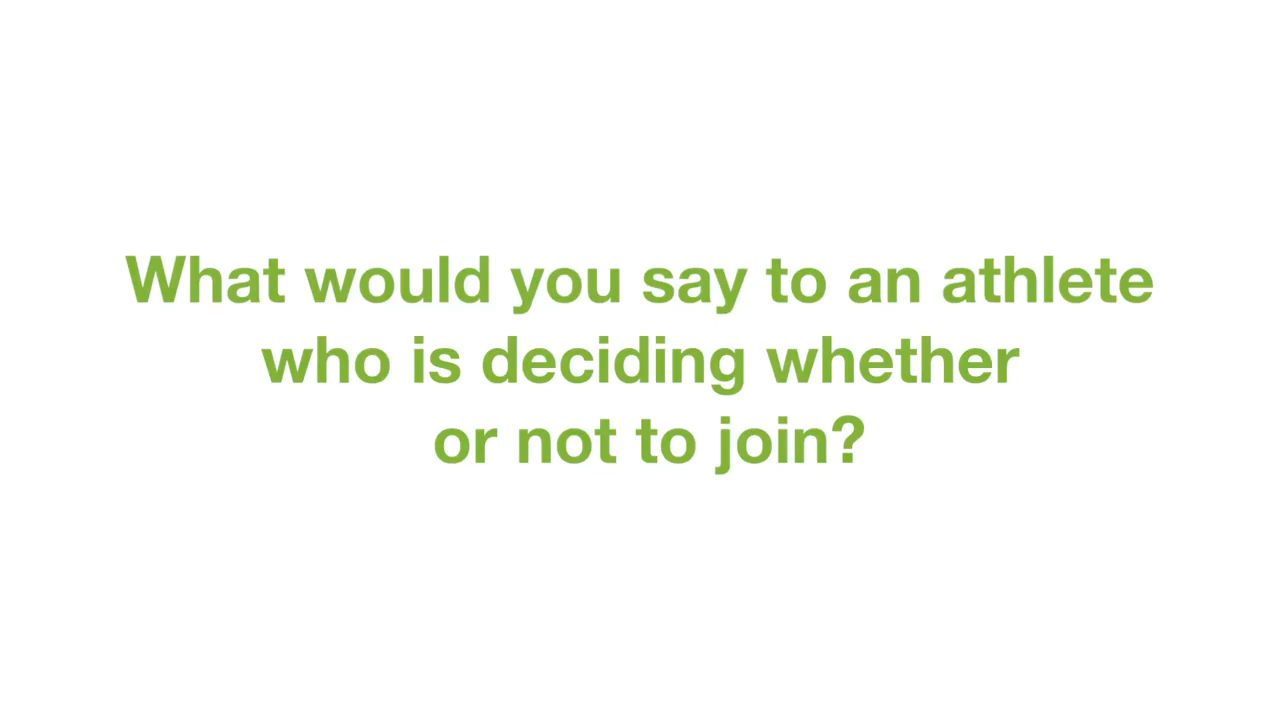 What would you say to an athlete
who is deciding whether
or not to join?